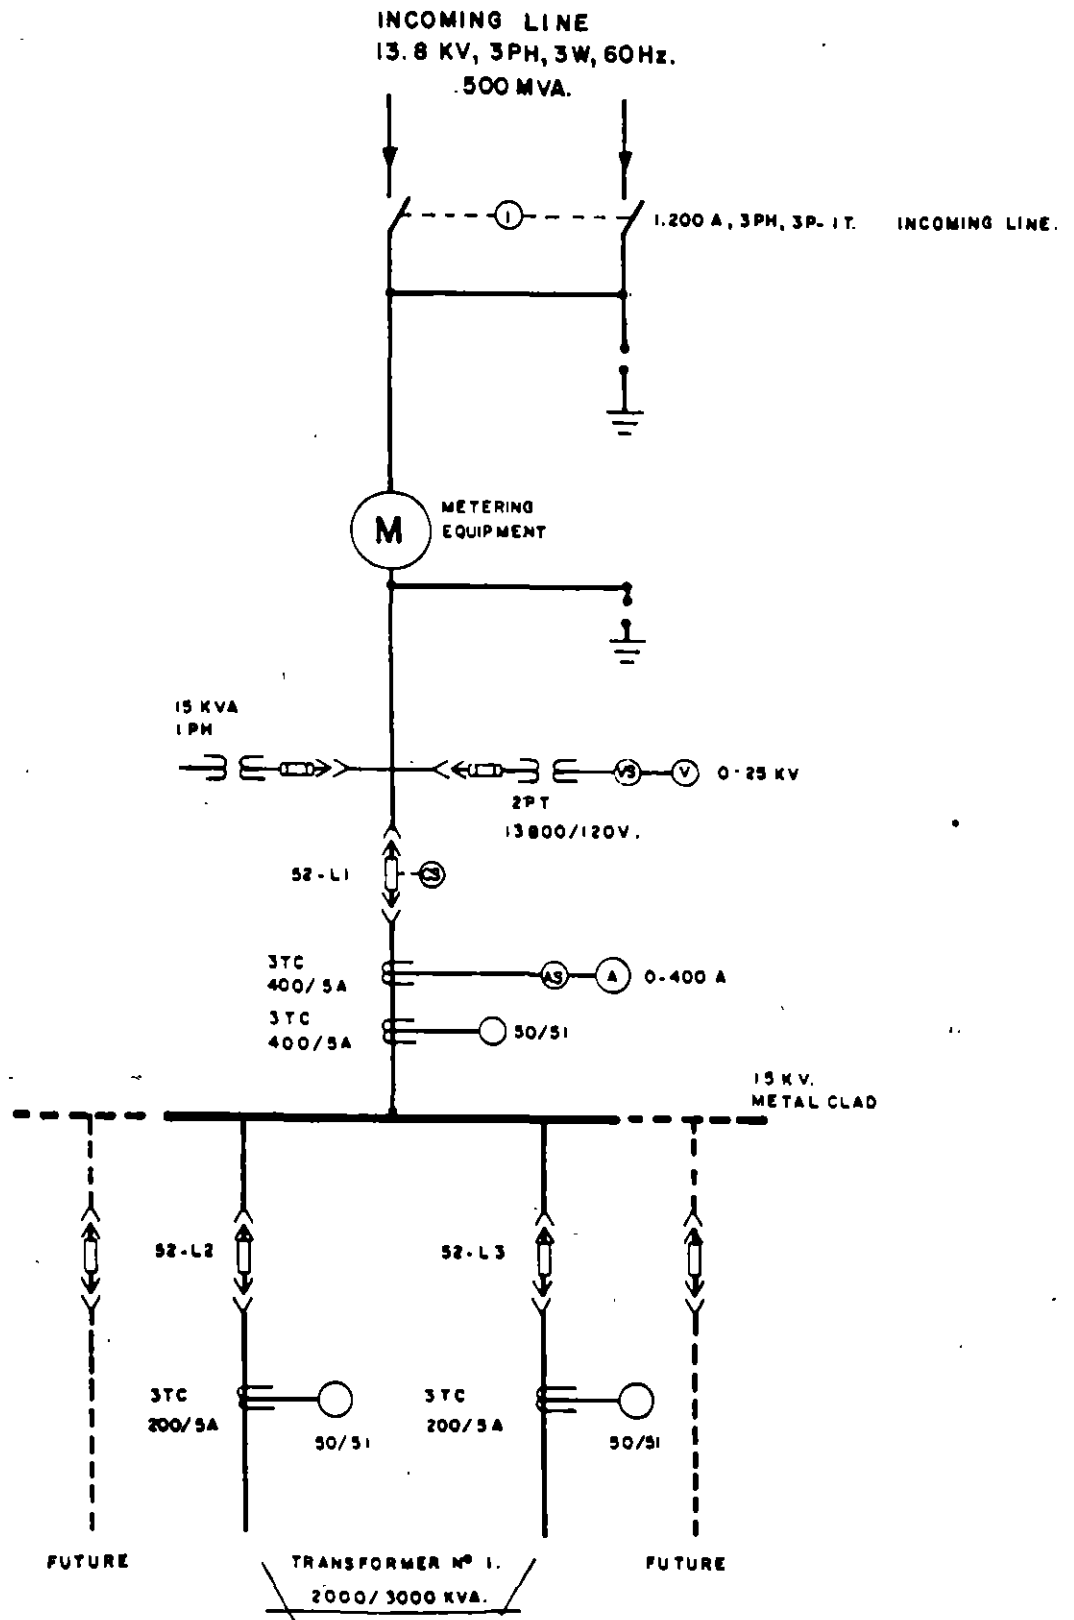 INCOMING LINE
13.8 KV, 3PH, 3W, 60Hz.
500 MVA.
I
1.200 A, 3PH, 3P-1T. INCOMING LINE.
M
METERING
EQUIPMENT
15 KVA
1 PH
VS
V
0-25 KV
2PT
13800/120V.
52-L1
CS
3TC
400/5A
AS
A
0-400 A
3TC
400/5A
50/51
15 KV.
METAL CLAD
52-L2
52-L3
3TC
200/5A
50/51
3TC
200/5A
50/51
FUTURE
TRANSFORMER Nº 1.
2000/3000 KVA.
FUTURE